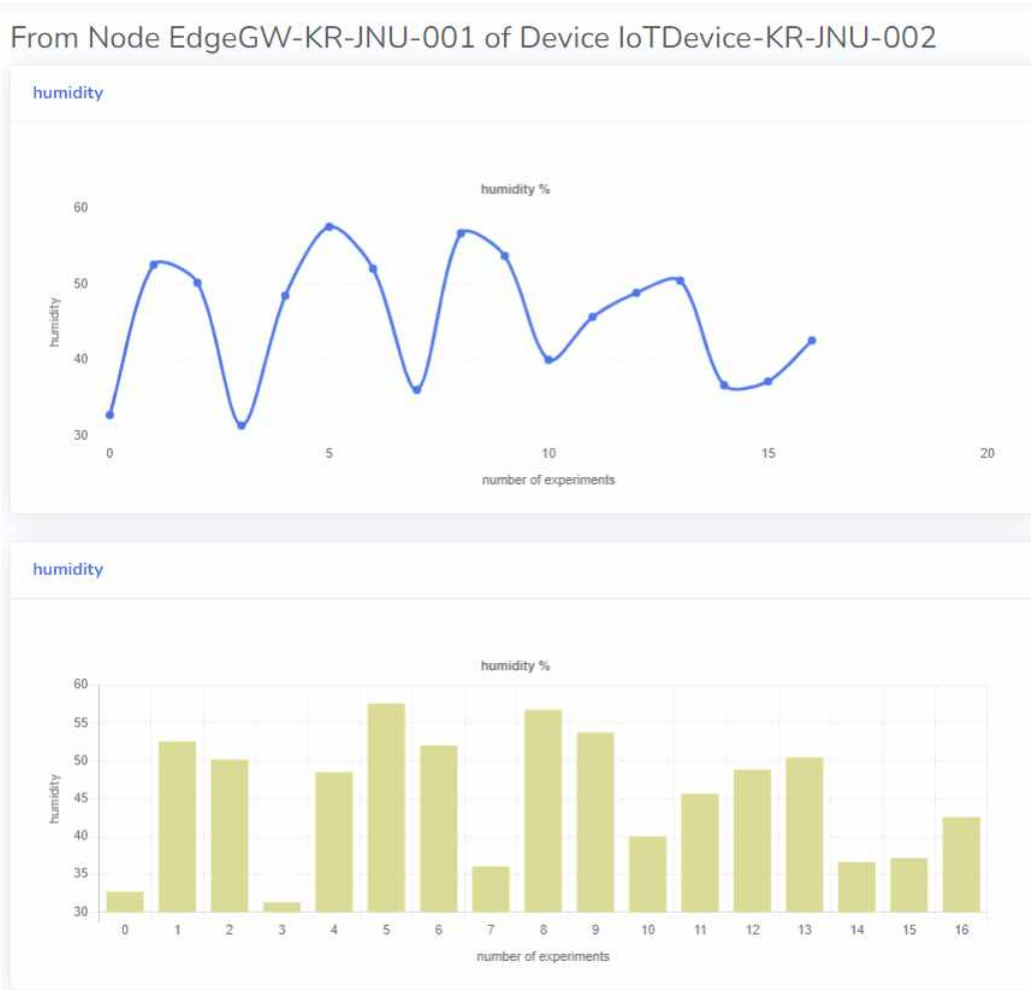 From Node EdgeGW-KR-JNU-001 of Device IoTDevice-KR-JNU-002
humidity
humidity %
60
50
40
30
humidity
0 5 10 15 20
number of experiments
humidity
humidity %
60
55
50
45
40
35
30
humidity
0 1 2 3 4 5 6 7 8 9 10 11 12 13 14 15 16
number of experiments